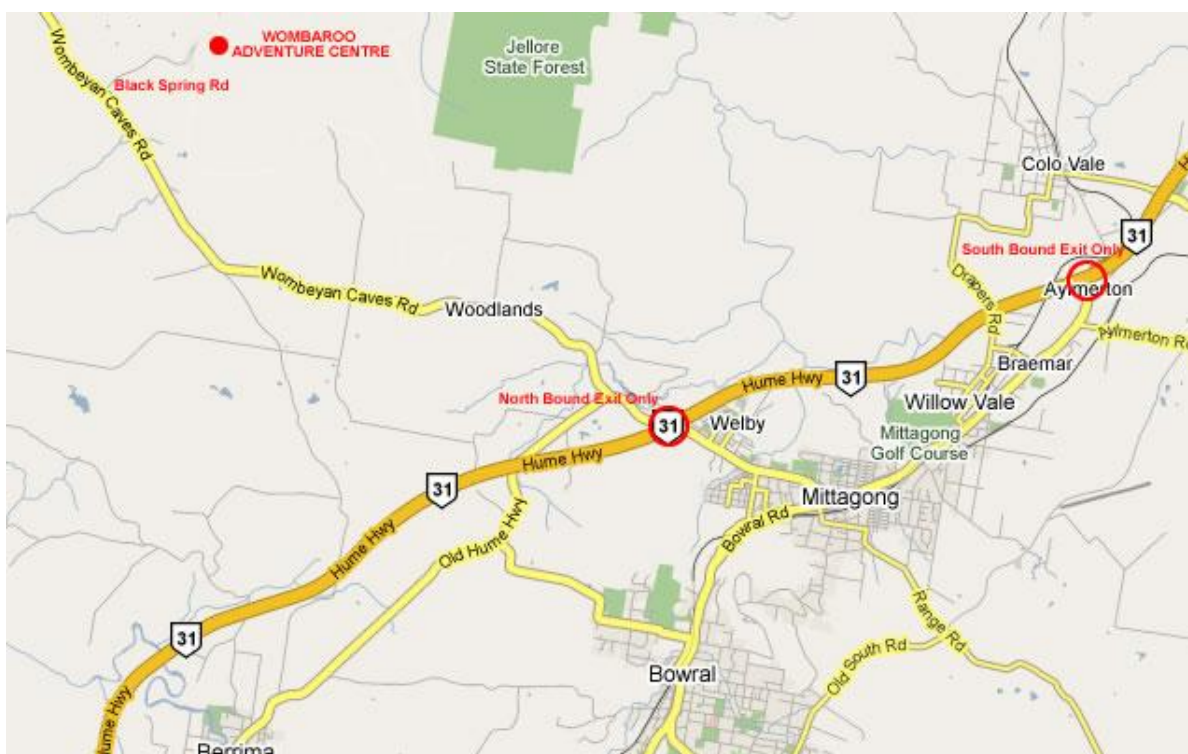 WOMBAROO
ADVENTURE CENTRE
Jellore
State Forest
Wombeyan Caves Rd
Black Spring Rd
Colo Vale
31
South Bound Exit Only
Drapers Rd
Aylmerton
Wombeyan Caves Rd
Woodlands
Aylmerton Rd
Braemar
Hume Hwy
31
North Bound Exit Only
Willow Vale
31
Welby
Mittagong
Golf Course
Hume Hwy
31
Mittagong
Bowral Rd
Old Hume Hwy
Hume Hwy
Range Rd
31
Old South Rd
Bowral
Hume Hwy
Berrima